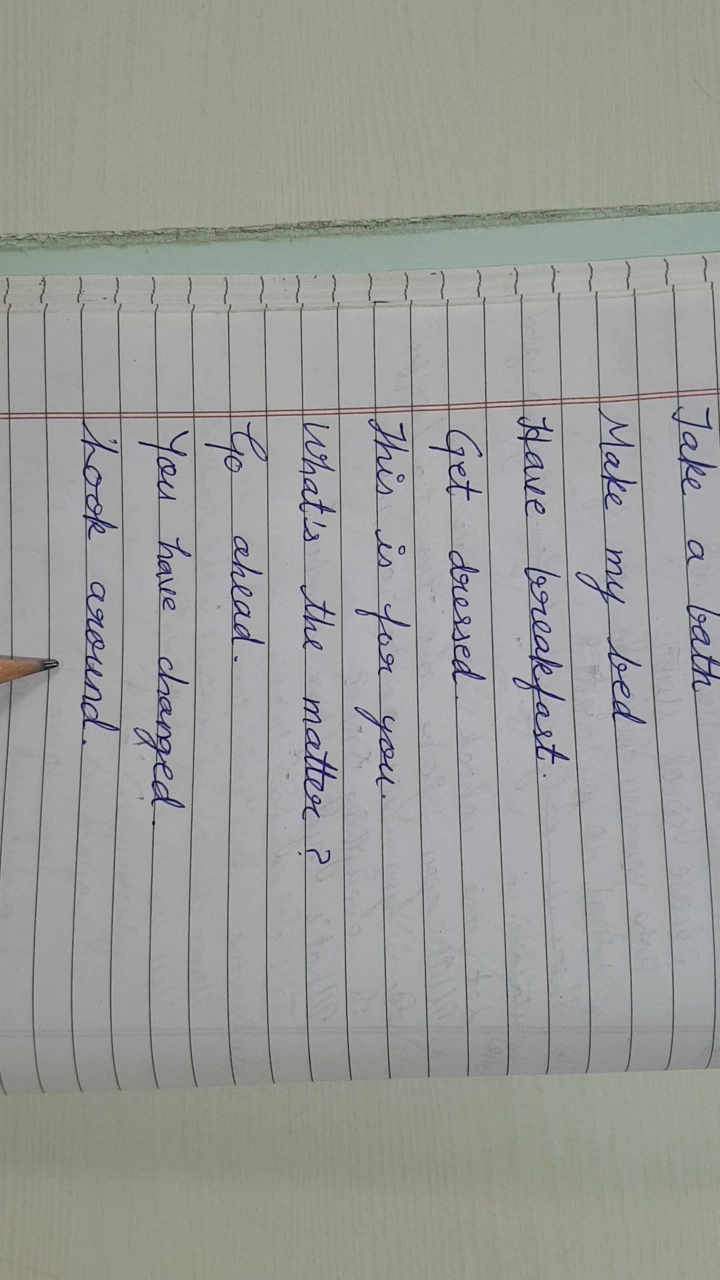 Take a bath
Make my bed
Have breakfast.
Get dressed.
This is for you.
What's the matter?
Go ahead.
You have changed.
Look around.